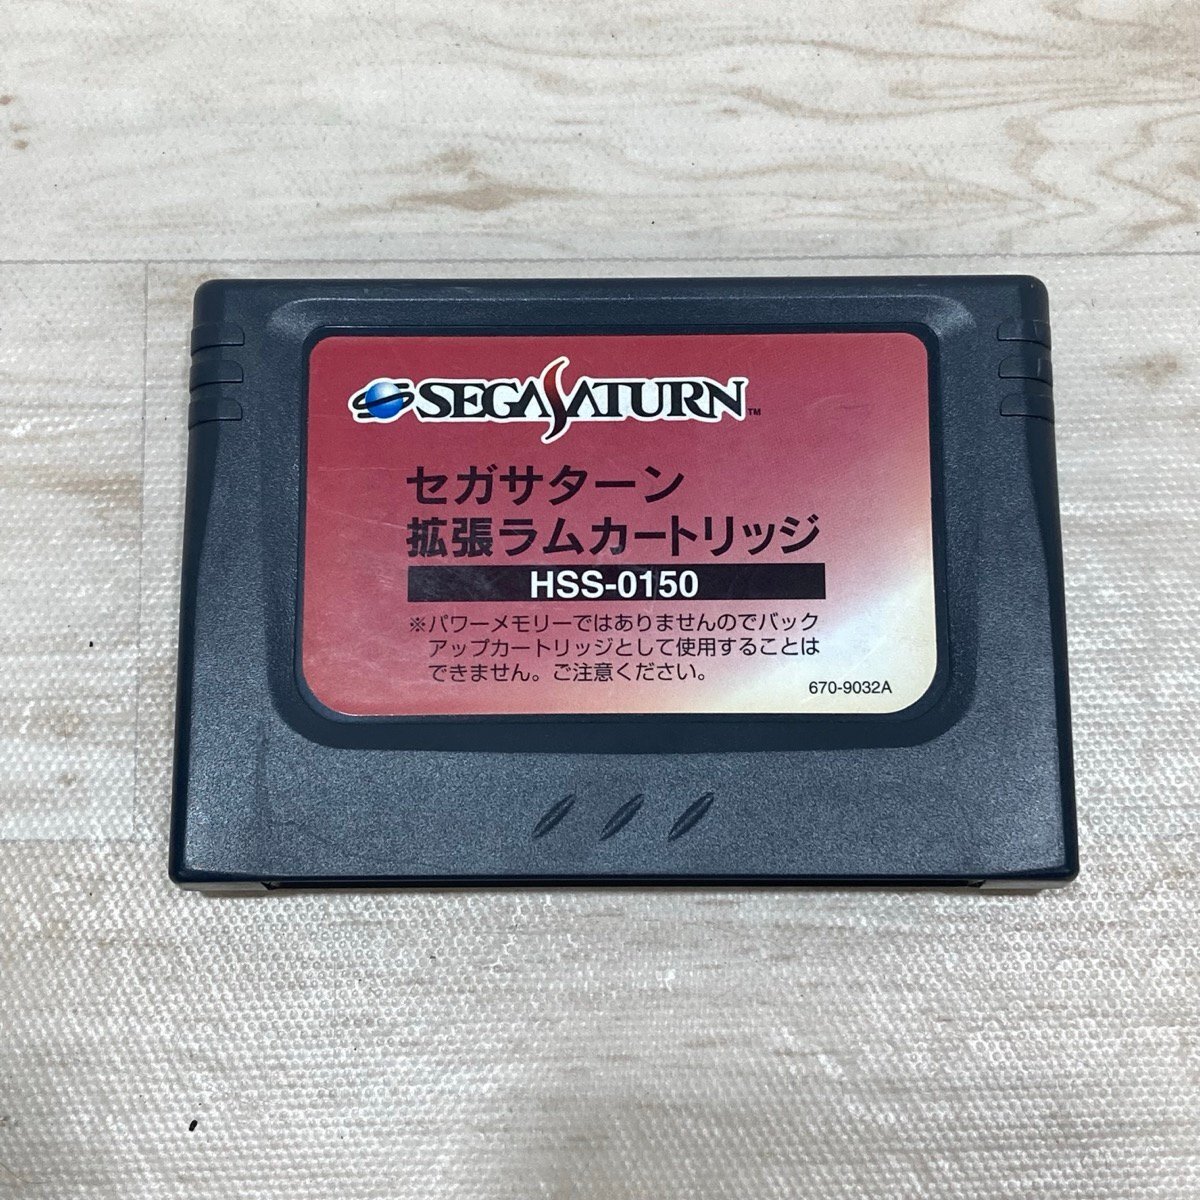 SEGA SATURN™
セガサターン
拡張ラムカートリッジ
HSS-0150
※パワーメモリーではありませんのでバック
アップカートリッジとして使用することは
できません。ご注意ください。
670-9032A